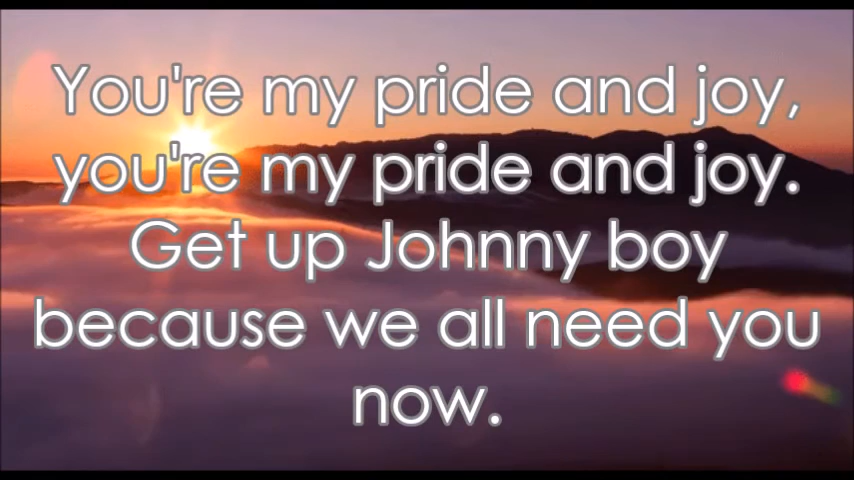 You're my pride and joy,
you're my pride and joy.
Get up Johnny boy
because we all need you
now.